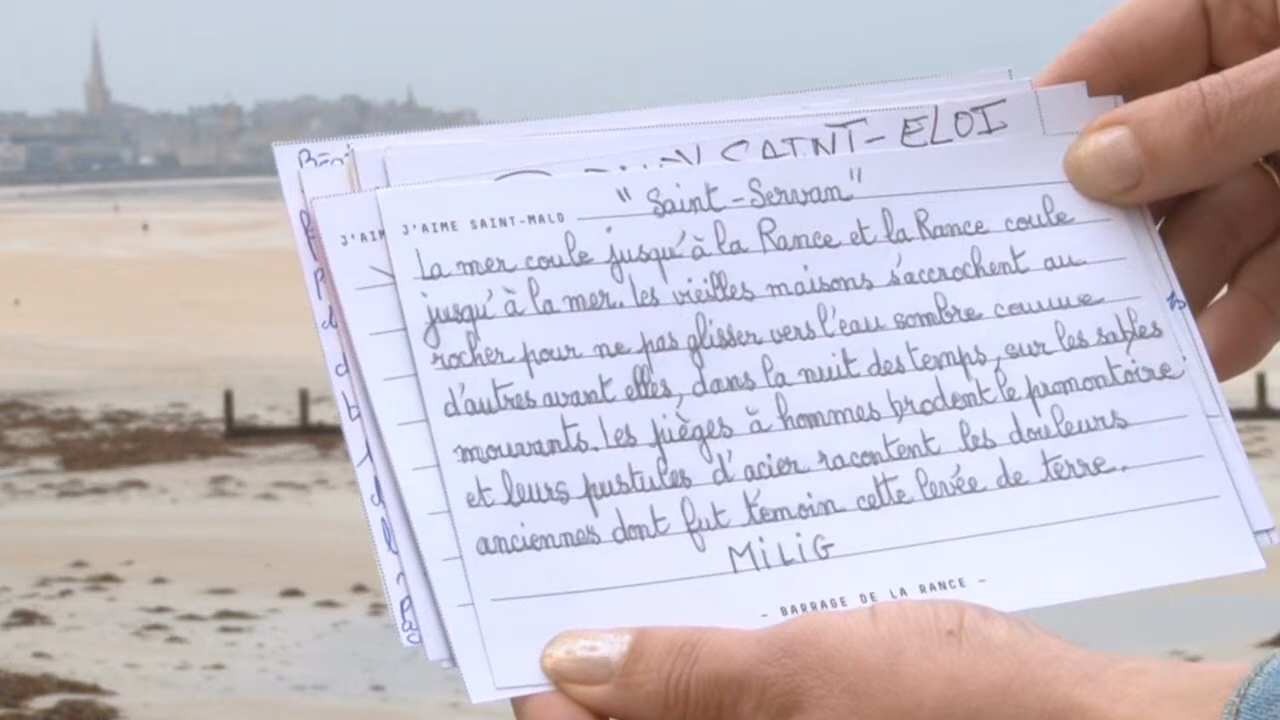 SAINT-ELOI
J'AIME SAINT-MALO "Saint-Servan"
J'AIM
La mer coule jusqu'à la Rance et la Rance coule
jusqu'à la mer. les vieilles maisons s'accrochent au
rocher pour ne pas glisser vers l'eau sombre comme
d'autres avant elles, dans la nuit des temps, sur les sables
mouvants. les pièges à hommes brodent le promontoire
et leurs pustules d'acier racontent les douleurs
anciennes dont fut témoin cette levée de terre.
MiLiG
- BARRAGE DE LA RANCE -